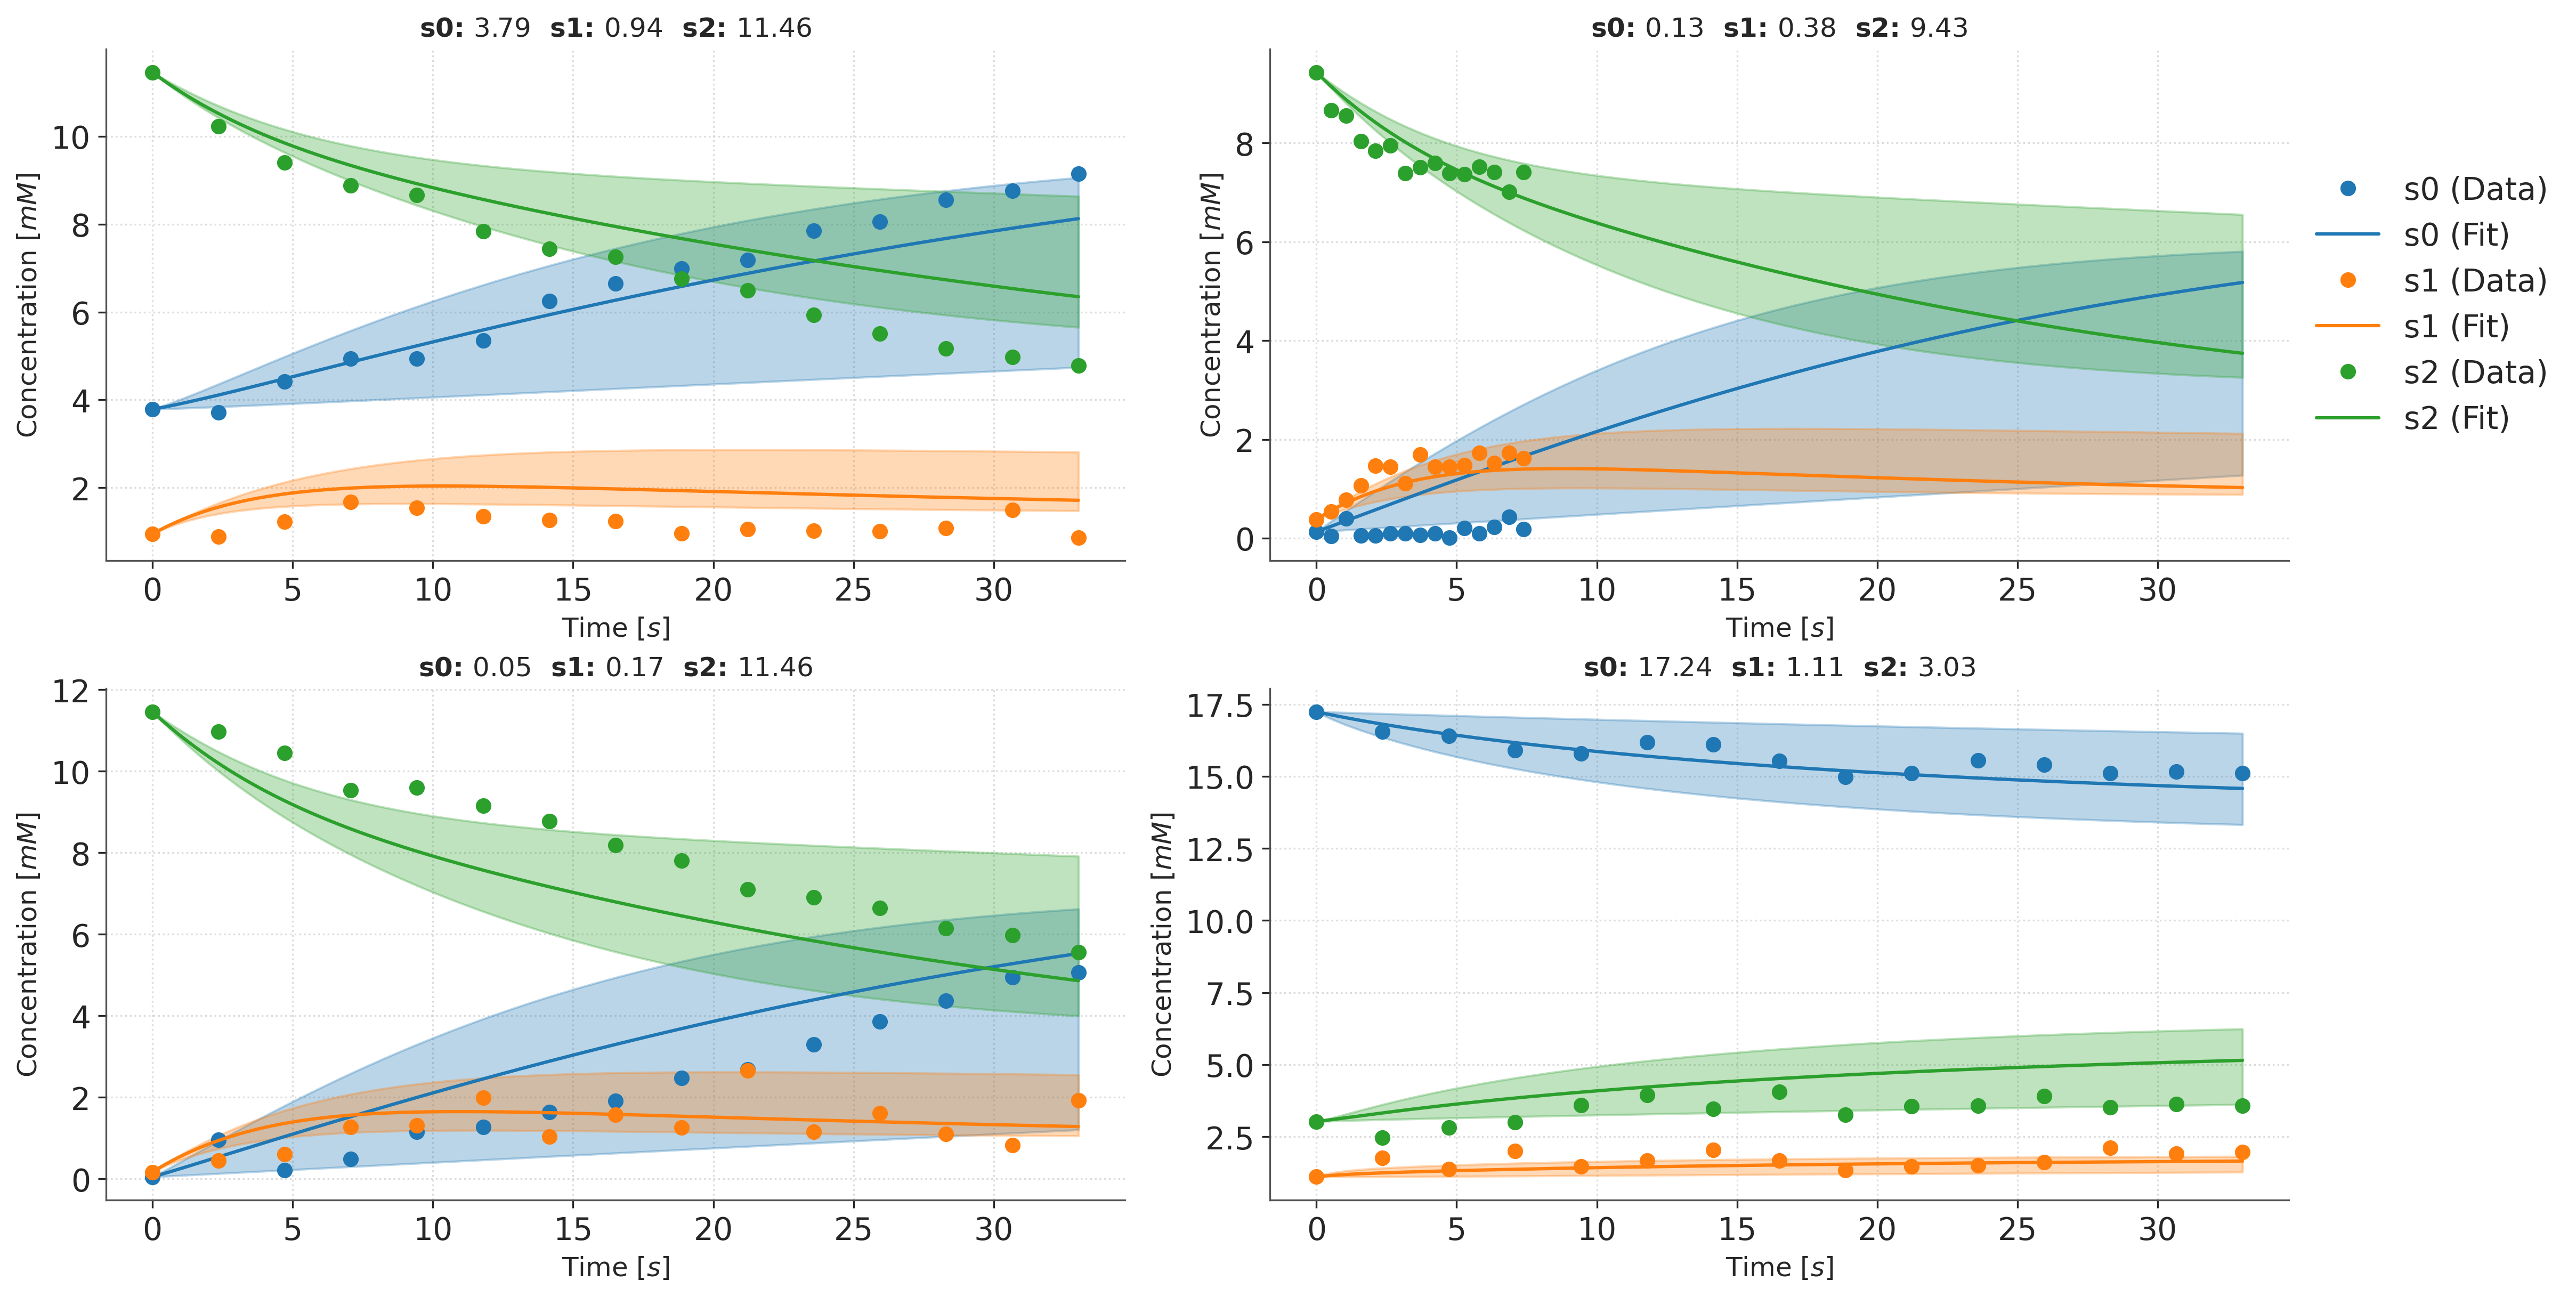 s0: 3.79 s1: 0.94 s2: 11.46
Concentration [mM]
10
8
6
4
2
0 5 10 15 20 25 30
Time [s]
s0: 0.13 s1: 0.38 s2: 9.43
Concentration [mM]
8
6
4
2
0
0 5 10 15 20 25 30
Time [s]
s0 (Data)
s0 (Fit)
s1 (Data)
s1 (Fit)
s2 (Data)
s2 (Fit)
s0: 0.05 s1: 0.17 s2: 11.46
Concentration [mM]
12
10
8
6
4
2
0
0 5 10 15 20 25 30
Time [s]
s0: 17.24 s1: 1.11 s2: 3.03
Concentration [mM]
17.5
15.0
12.5
10.0
7.5
5.0
2.5
0 5 10 15 20 25 30
Time [s]